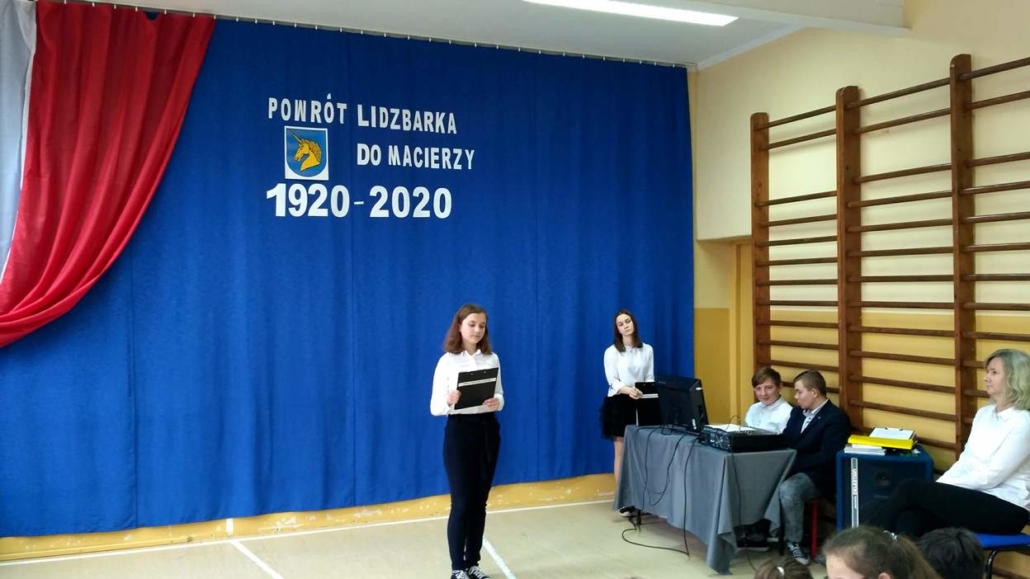 POWRÓT LIDZBARKA
DO MACIERZY
1920-2020